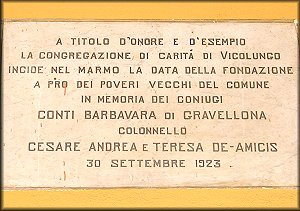 A TITOLO D'ONORE E D'ESEMPIO
LA CONGREGAZIONE DI CARITÁ DI VICOLUNGO
INCIDE NEL MARMO LA DATA DELLA FONDAZIONE
A PRO DEI POVERI VECCHI DEL COMUNE
IN MEMORIA DEI CONIUGI
CONTI BARBAVARA DI GRAVELLONA
COLONNELLO
CESARE ANDREA E TERESA DE-AMICIS
30 SETTEMBRE 1923.